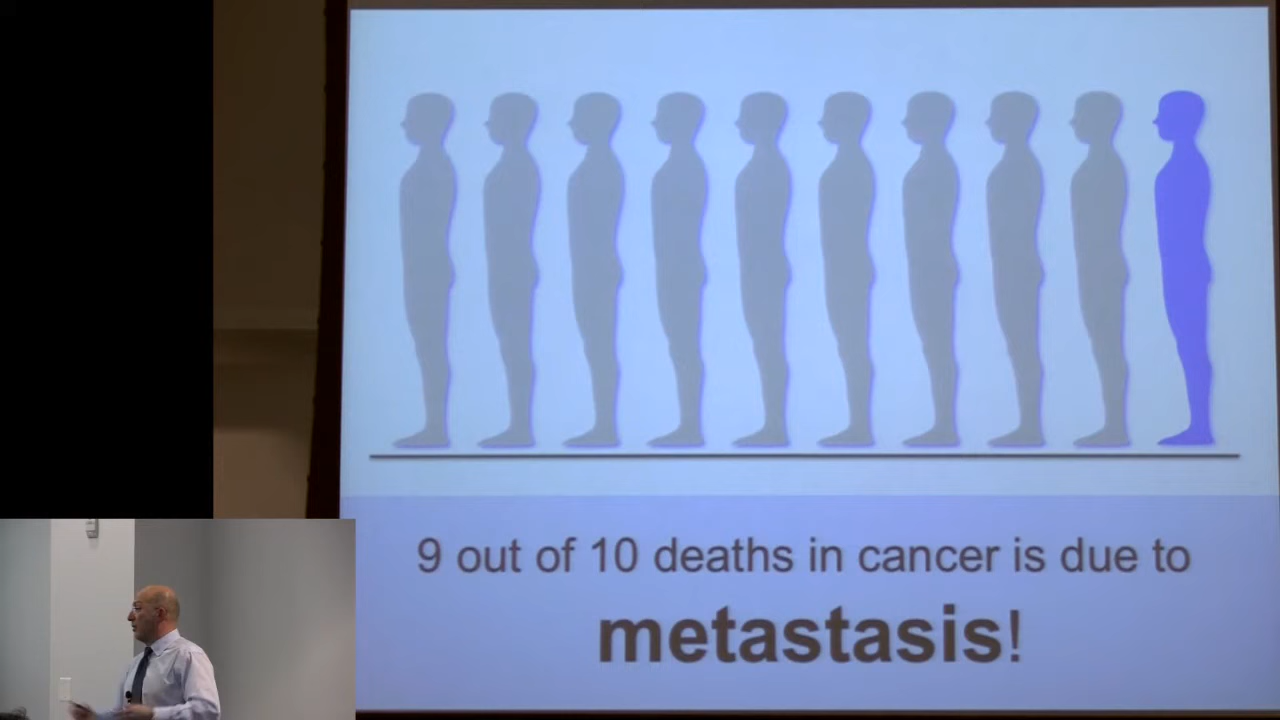 9 out of 10 deaths in cancer is due to
metastasis!